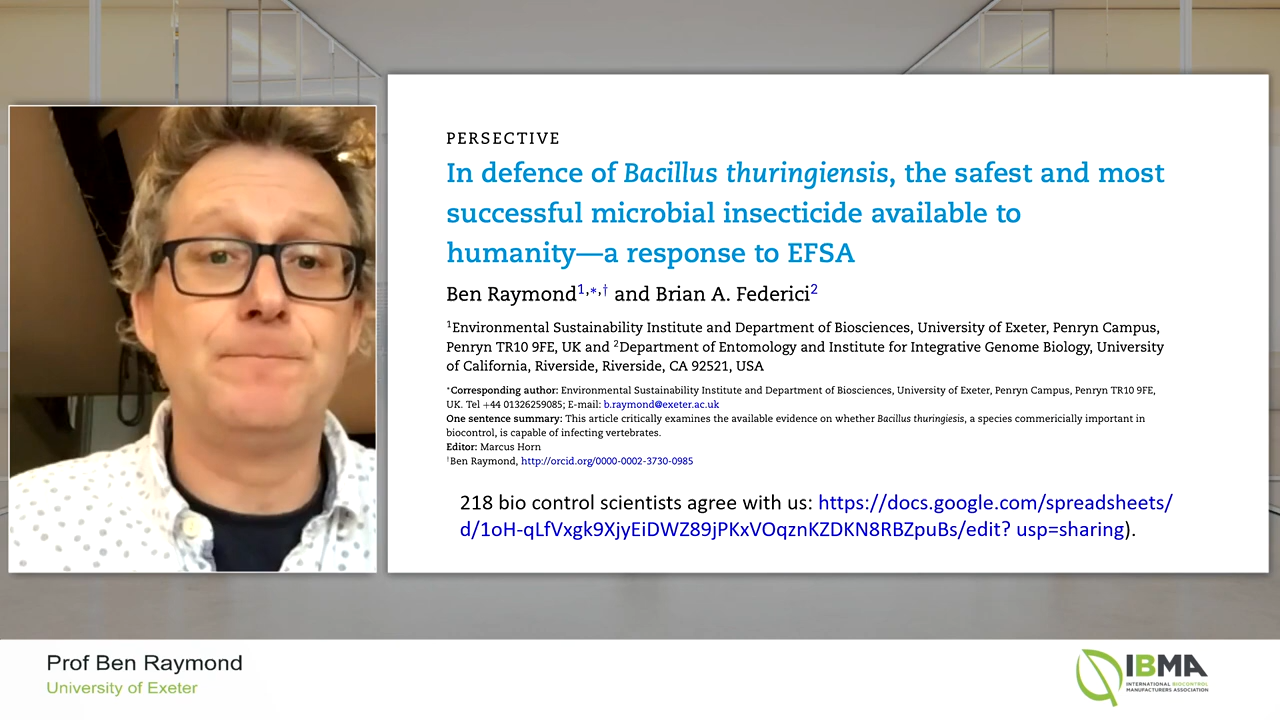 PERSECTIVE
In defence of Bacillus thuringiensis, the safest and most
successful microbial insecticide available to
humanity—a response to EFSA
Ben Raymond1,*,† and Brian A. Federici2
1Environmental Sustainability Institute and Department of Biosciences, University of Exeter, Penryn Campus,
Penryn TR10 9FE, UK and 2Department of Entomology and Institute for Integrative Genome Biology, University
of California, Riverside, Riverside, CA 92521, USA
*Corresponding author: Environmental Sustainability Institute and Department of Biosciences, University of Exeter, Penryn Campus, Penryn TR10 9FE,
UK. Tel +44 01326259085; E-mail: b.raymond@exeter.ac.uk
One sentence summary: This article critically examines the available evidence on whether Bacillus thuringiesis, a species commericially important in
biocontrol, is capable of infecting vertebrates.
Editor: Marcus Horn
†Ben Raymond, http://orcid.org/0000-0002-3730-0985
218 bio control scientists agree with us: https://docs.google.com/spreadsheets/
d/1oH-qLfVxgk9XjyEiDWZ89jPKxVOqznKZDKN8RBZpuBs/edit? usp=sharing).
Prof Ben Raymond
University of Exeter
IBMA
INTERNATIONAL BIOCONTROL
MANUFACTURERS ASSOCIATION